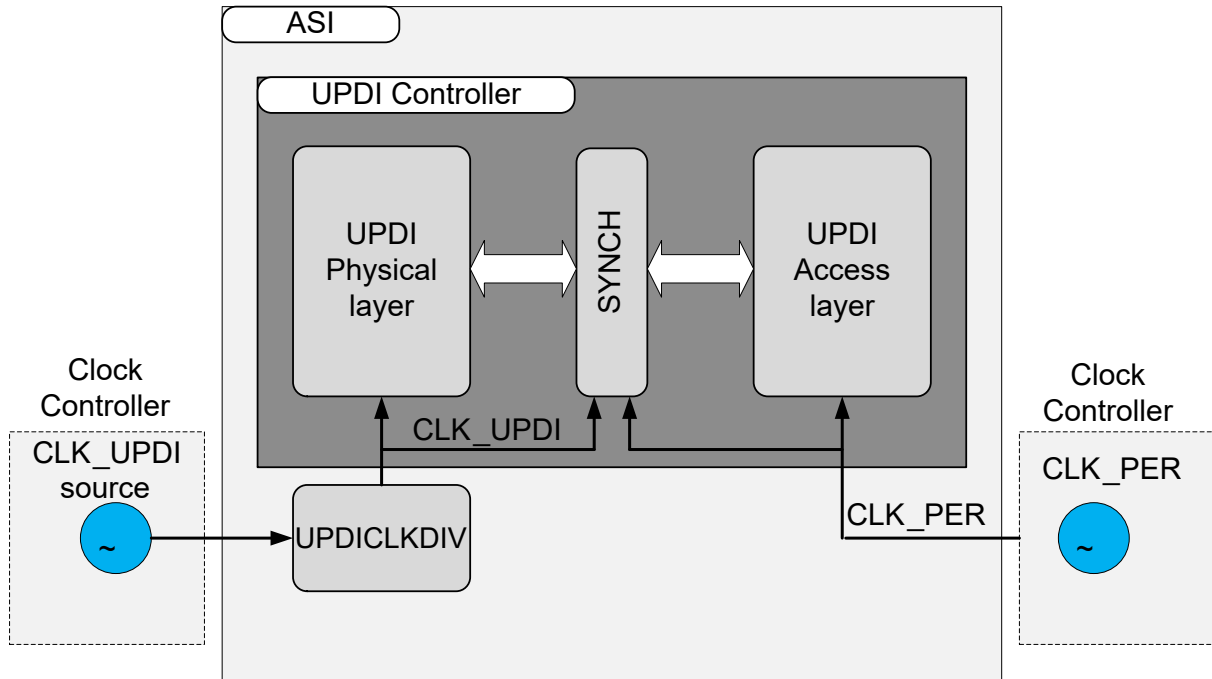 ASI
UPDI Controller
UPDI
Physical
layer
SYNCH
UPDI
Access
layer
Clock
Controller
CLK_UPDI
source
~
CLK_UPDI
UPDICLKDIV
CLK_PER
Clock
Controller
CLK_PER
~